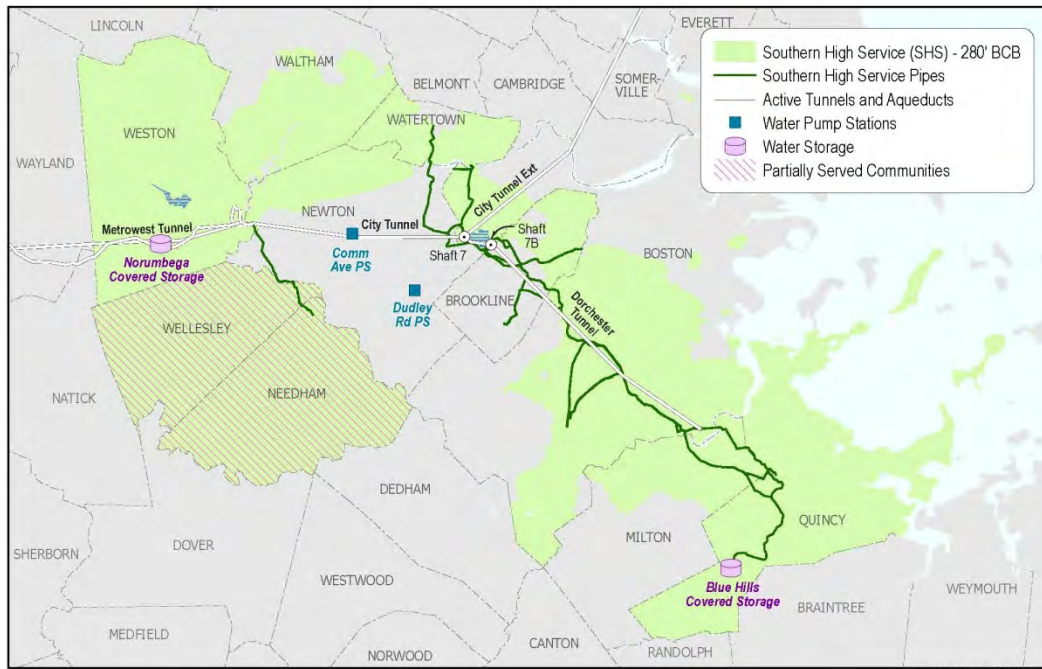 LINCOLN
EVERETT
WALTHAM
BELMONT
CAMBRIDGE
SOMER-
VILLE
WATERTOWN
WESTON
WAYLAND
Southern High Service (SHS) - 280' BCB
Southern High Service Pipes
Active Tunnels and Aqueducts
Water Pump Stations
Water Storage
Partially Served Communities
NEWTON
City Tunnel Ext
Metrowest Tunnel
City Tunnel
Shaft
7B
Shaft 7
Norumbega
Covered Storage
Comm
Ave PS
BOSTON
Dudley
Rd PS
BROOKLINE
Dorchester
Tunnel
WELLESLEY
NATICK
NEEDHAM
DEDHAM
SHERBORN
DOVER
MILTON
QUINCY
WESTWOOD
Blue Hills
Covered Storage
BRAINTREE
WEYMOUTH
MEDFIELD
NORWOOD
CANTON
RANDOLPH